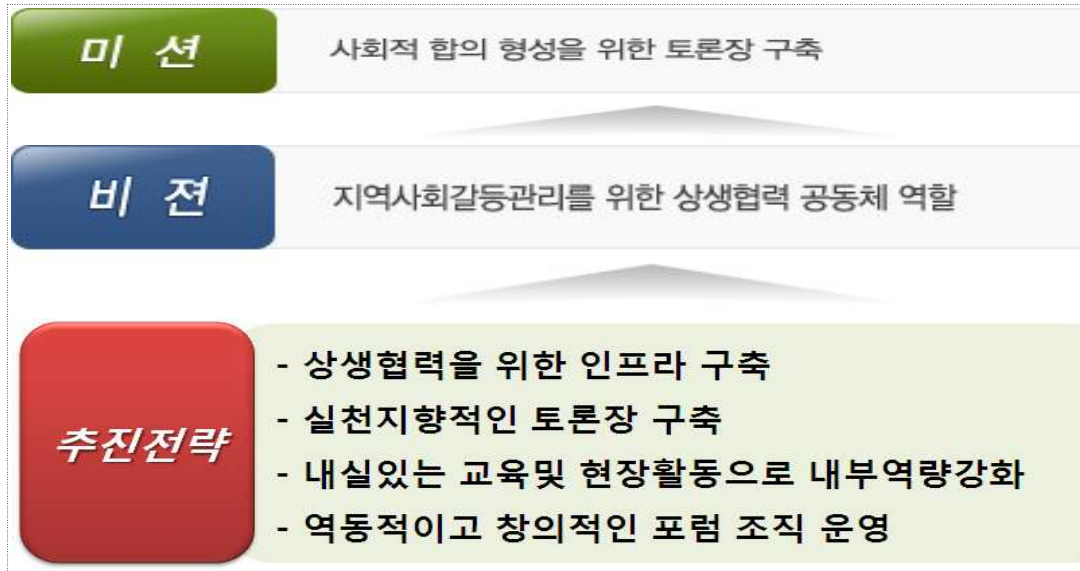 미 션
사회적 합의 형성을 위한 토론장 구축
비 젼
지역사회갈등관리를 위한 상생협력 공동체 역할
추진전략
- 상생협력을 위한 인프라 구축
- 실천지향적인 토론장 구축
- 내실있는 교육및 현장활동으로 내부역량강화
- 역동적이고 창의적인 포럼 조직 운영